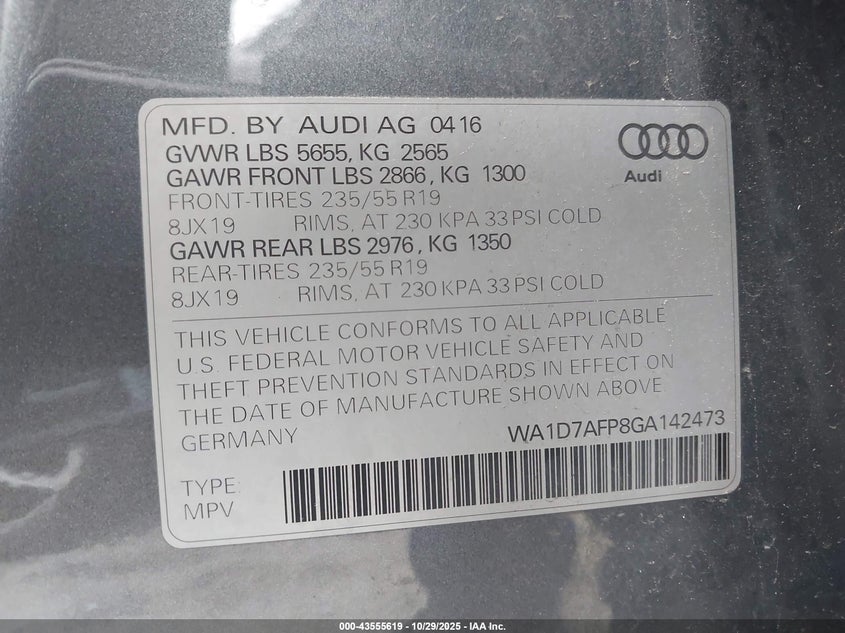 MFD. BY AUDI AG 04 16
GVWR LBS 5655, KG 2565
GAWR FRONT LBS 2866, KG 1300
FRONT-TIRES 235/55 R19
8JX19 RIMS, AT 230 KPA 33 PSI COLD
GAWR REAR LBS 2976, KG 1350
REAR-TIRES 235/55 R19
8JX19 RIMS, AT 230 KPA 33 PSI COLD
Audi
THIS VEHICLE CONFORMS TO ALL APPLICABLE
U.S. FEDERAL MOTOR VEHICLE SAFETY AND
THEFT PREVENTION STANDARDS IN EFFECT ON
THE DATE OF MANUFACTURE SHOWN ABOVE
GERMANY WA1D7AFP8GA142473
TYPE:
MPV
000-43555619 - 10/29/2025 - IAA Inc.